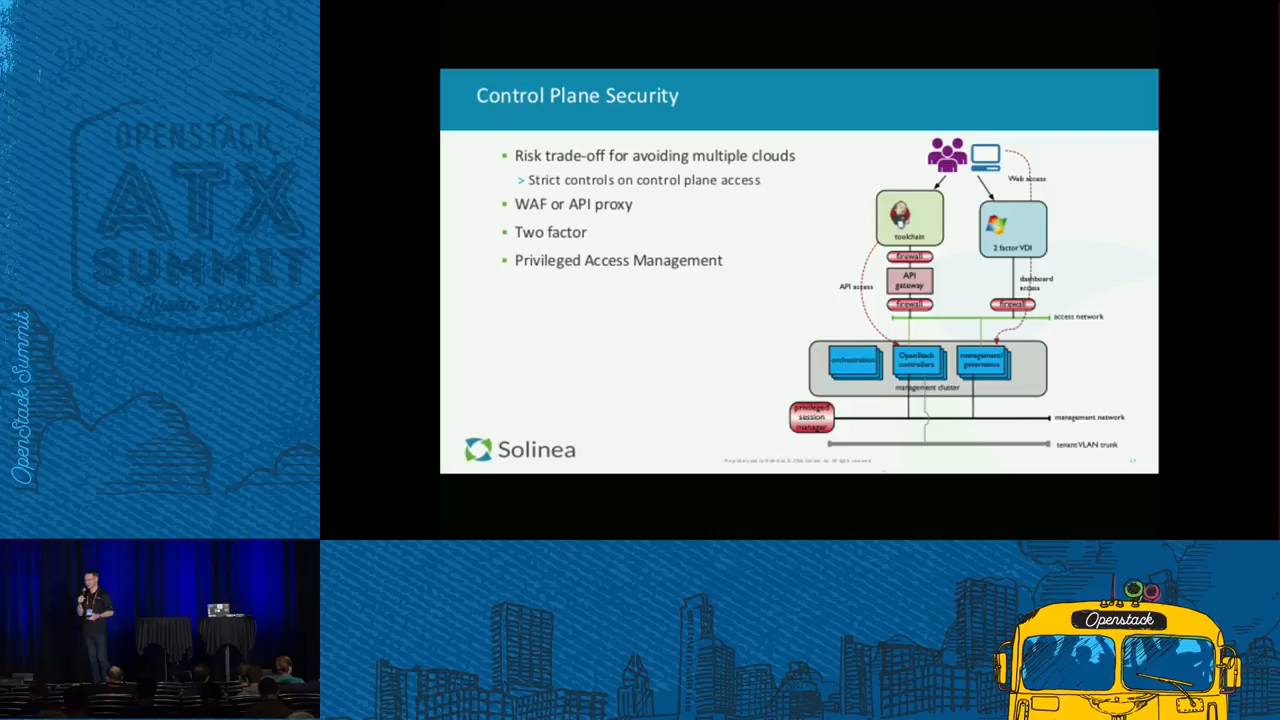 OPENSTACK
ATX
SUMMIT
OpenStack Summit
Control Plane Security
Risk trade-off for avoiding multiple clouds
> Strict controls on control plane access
WAF or API proxy
Two factor
Privileged Access Management
Web access
toolchain
2 factor VDI
firewall
API
gateway
API access
dashboard
access
firewall
firewall
access network
orchestration
OpenStack
controllers
management/
governance
management cluster
privileged
session
manager
management network
tenant VLAN trunk
Solinea
17
Openstack